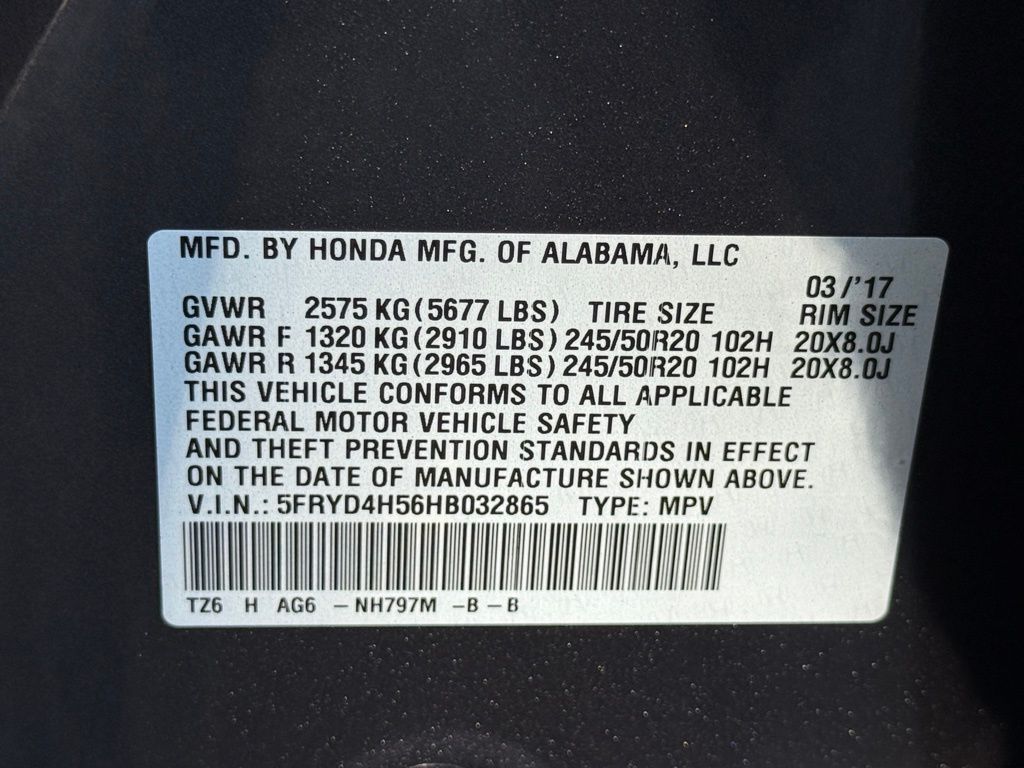 MFD. BY HONDA MFG. OF ALABAMA, LLC
03/'17
GVWR 2575 KG (5677 LBS) TIRE SIZE RIM SIZE
GAWR F 1320 KG (2910 LBS) 245/50R20 102H 20X8.0J
GAWR R 1345 KG (2965 LBS) 245/50R20 102H 20X8.0J
THIS VEHICLE CONFORMS TO ALL APPLICABLE
FEDERAL MOTOR VEHICLE SAFETY
AND THEFT PREVENTION STANDARDS IN EFFECT
ON THE DATE OF MANUFACTURE SHOWN ABOVE.
V.I.N.: 5FRYD4H56HB032865 TYPE: MPV
TZ6 H AG6 -NH797M -B-B